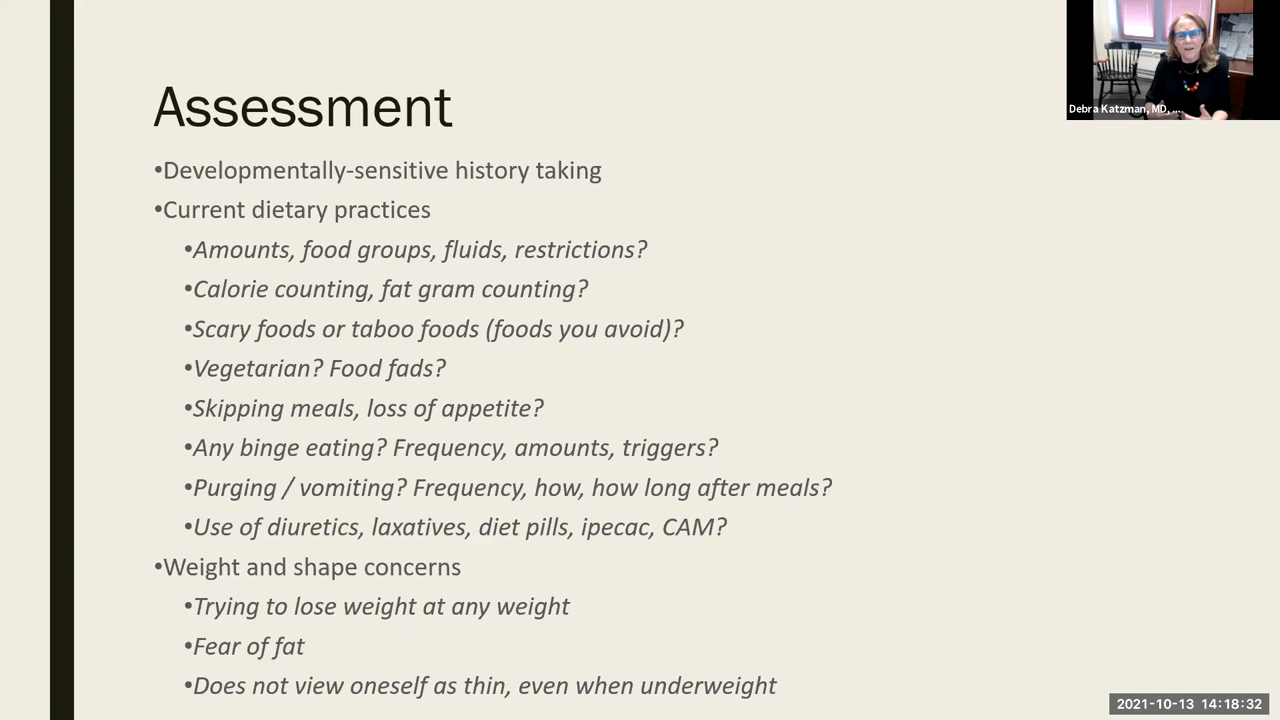 Assessment
•Developmentally-sensitive history taking
•Current dietary practices
•Amounts, food groups, fluids, restrictions?
•Calorie counting, fat gram counting?
•Scary foods or taboo foods (foods you avoid)?
•Vegetarian? Food fads?
•Skipping meals, loss of appetite?
•Any binge eating? Frequency, amounts, triggers?
•Purging / vomiting? Frequency, how, how long after meals?
•Use of diuretics, laxatives, diet pills, ipecac, CAM?
•Weight and shape concerns
•Trying to lose weight at any weight
•Fear of fat
•Does not view oneself as thin, even when underweight
Debra Katzman, MD, ...
2021-10-13 14:18:32